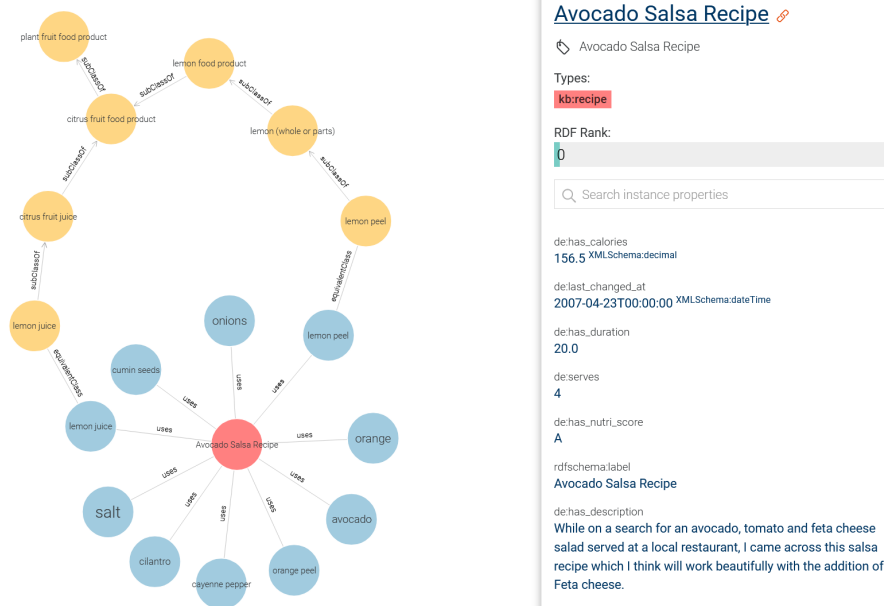 plant fruit food product
lemon food product
subClassOf
subClassOf
subClassOf
citrus fruit food product
lemon (whole or parts)
subClassOf
subClassOf
citrus fruit juice
lemon peel
subClassOf
equivalentClass
onions
lemon juice
lemon peel
equivalentClass
cumin seeds
uses
uses
uses
lemon juice
uses
Avocado Salsa Recipe
uses
orange
uses
uses
salt
uses
uses
uses
avocado
cilantro
orange peel
cayenne pepper
Avocado Salsa Recipe
Avocado Salsa Recipe
Types:
kb:recipe
RDF Rank:
0
Search instance properties
de:has_calories
156.5 XMLSchema:decimal
de:last_changed_at
2007-04-23T00:00:00 XMLSchema:dateTime
de:has_duration
20.0
de:serves
4
de:has_nutri_score
A
rdfschema:label
Avocado Salsa Recipe
de:has_description
While on a search for an avocado, tomato and feta cheese
salad served at a local restaurant, I came across this salsa
recipe which I think will work beautifully with the addition of
Feta cheese.